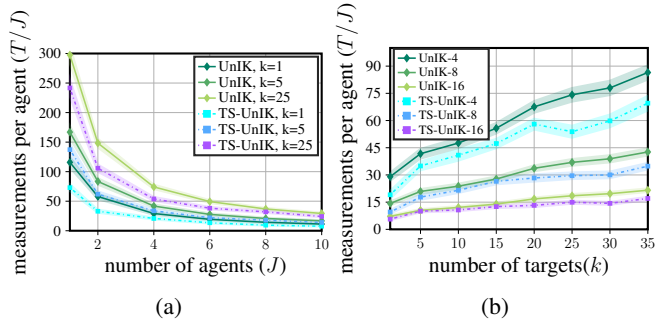 measurements per agent (T/J)
300
250
200
150
100
50
0
UnIK, k=1
UnIK, k=5
UnIK, k=25
TS-UnIK, k=1
TS-UnIK, k=5
TS-UnIK, k=25
2 4 6 8 10
number of agents (J)
(a)
measurements per agent (T/J)
90
75
60
45
30
15
0
UnIK-4
UnIK-8
UnIK-16
TS-UnIK-4
TS-UnIK-8
TS-UnIK-16
5 10 15 20 25 30 35
number of targets(k)
(b)